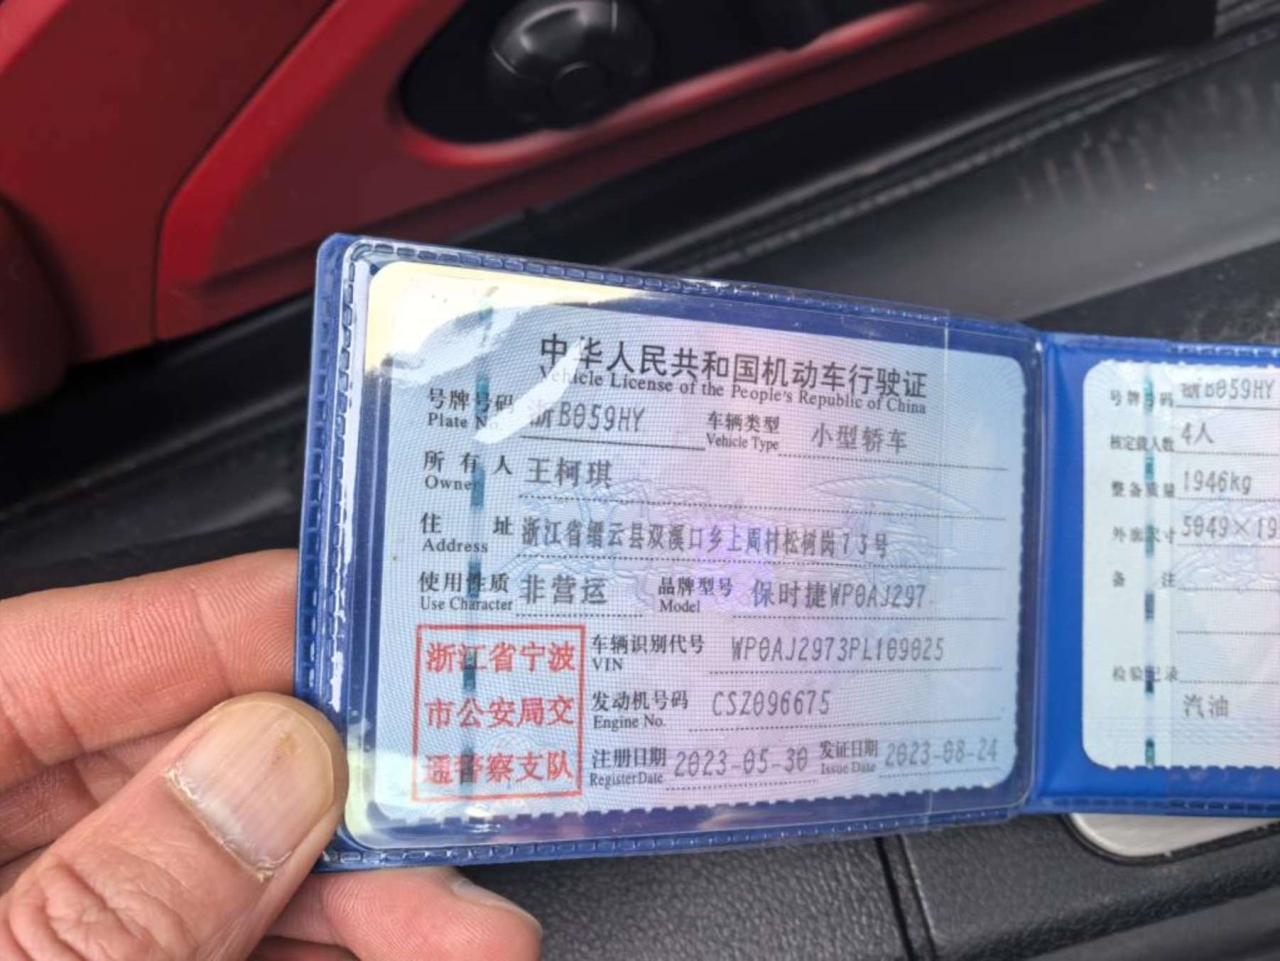 中华人民共和国机动车行驶证
Vehicle License of the People's Republic of China
号牌号码 浙B059HY 车辆类型 小型轿车
Plate No. Vehicle Type
所有人 王柯琪
Owner
住址 浙江省缙云县双溪口乡上周村松树岗73号
Address
使用性质 非营运 品牌型号 保时捷WP0AJ297
Use Character Model
浙江省宁波
市公安局交
通警察支队
车辆识别代号 WP0AJ2973PL109025
VIN
发动机号码 CSZ096675
Engine No.
注册日期 2023-05-30 发证日期 2023-08-24
Register Date Issue Date
号牌号码 浙B059HY
核定载人数 4人
整备质量 1946kg
外廓尺寸 5049×19
备注
检验记录
汽油